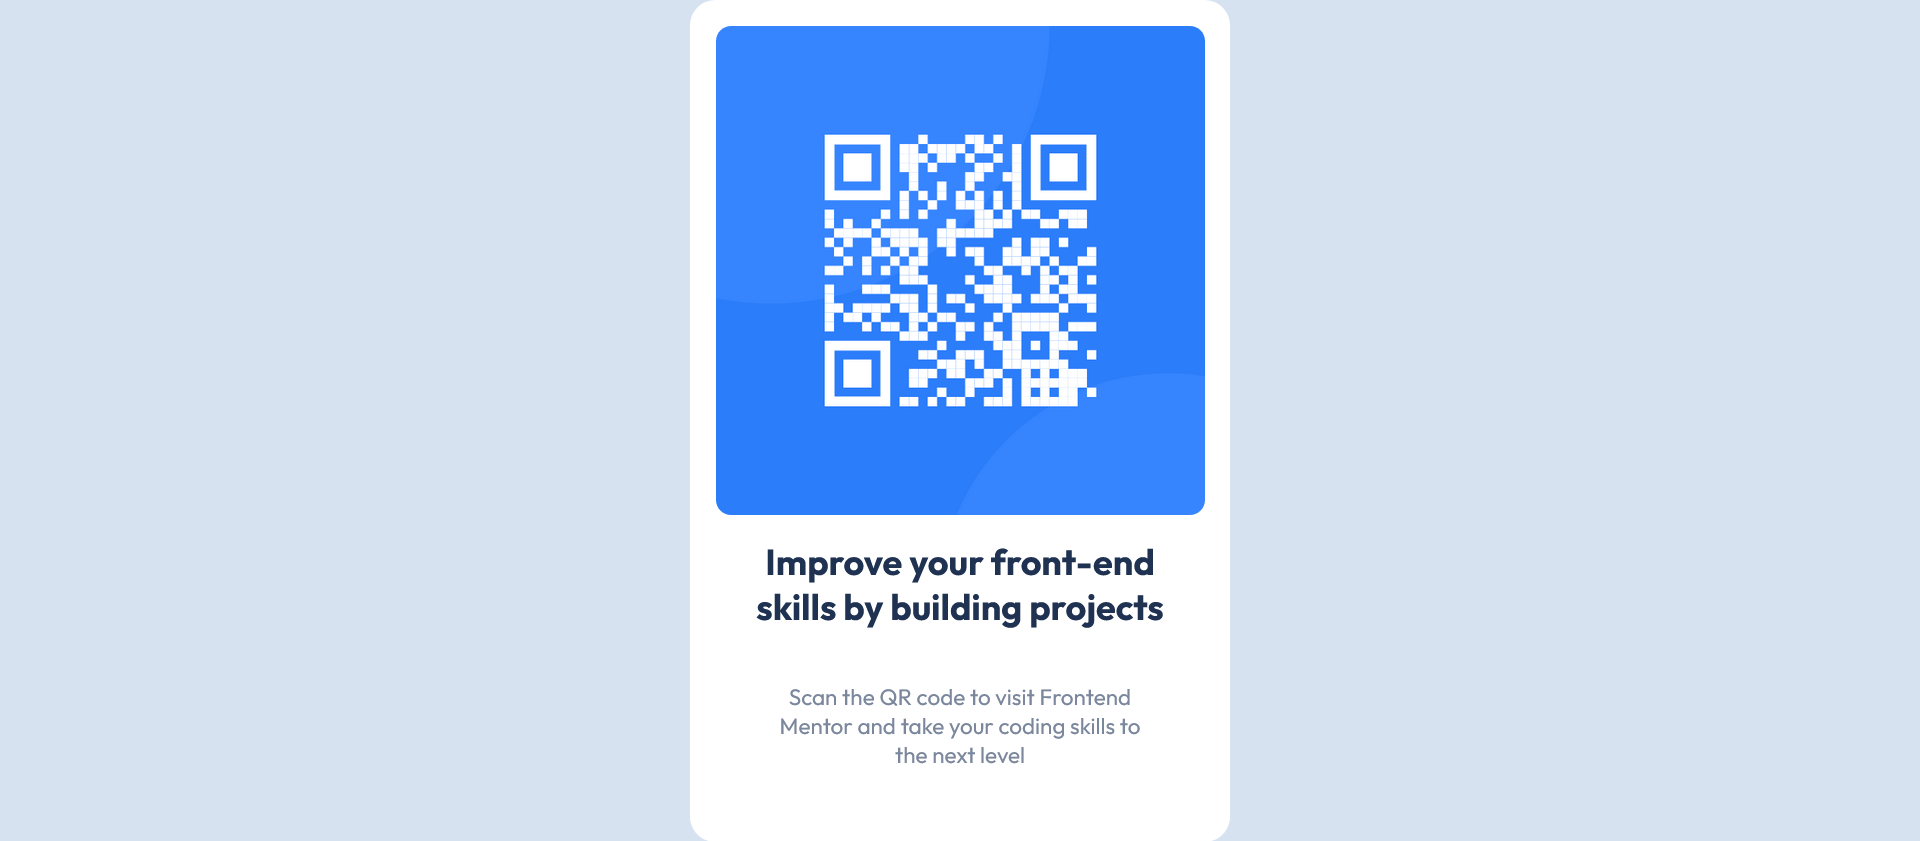 Improve your front-end
skills by building projects
Scan the QR code to visit Frontend
Mentor and take your coding skills to
the next level